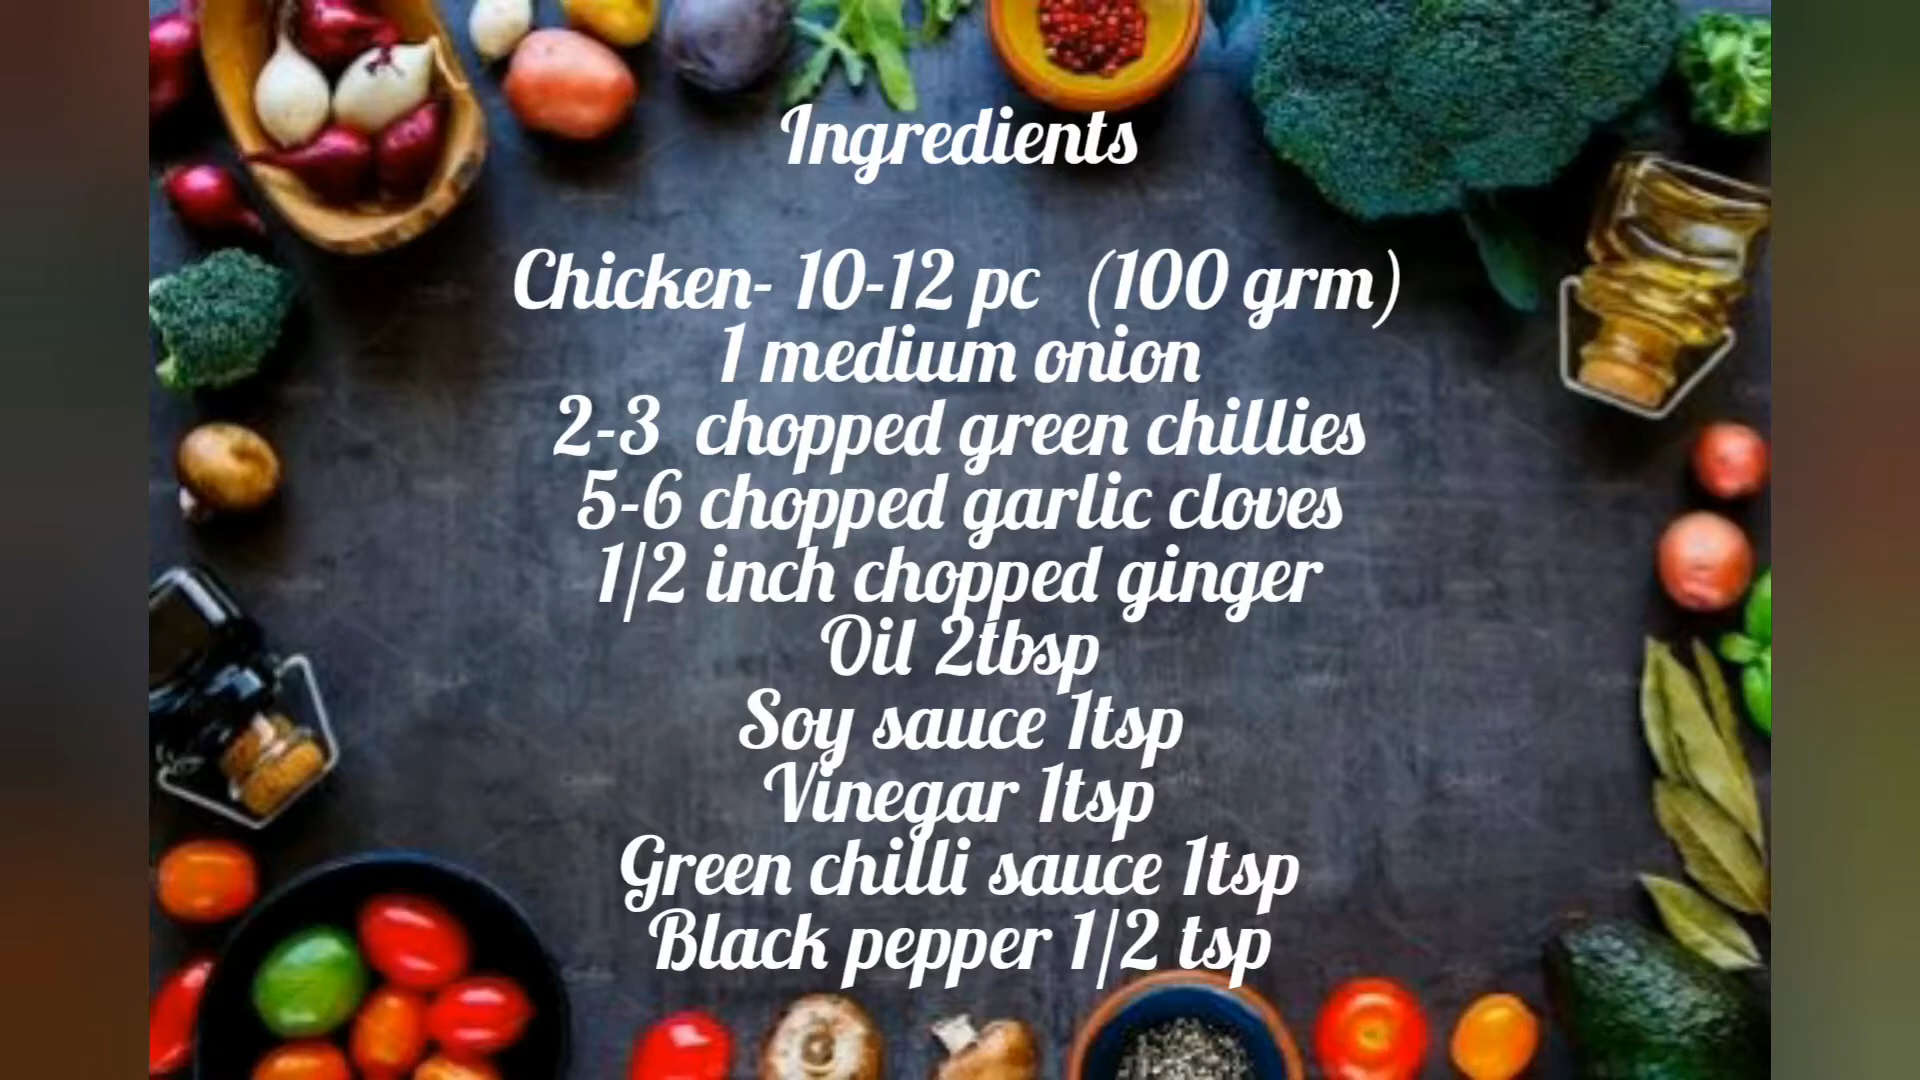 Ingredients
Chicken- 10-12 pc (100 grm)
1 medium onion
2-3 chopped green chillies
5-6 chopped garlic cloves
1/2 inch chopped ginger
Oil 2tbsp
Soy sauce 1tsp
Vinegar 1tsp
Green chilli sauce 1tsp
Black pepper 1/2 tsp